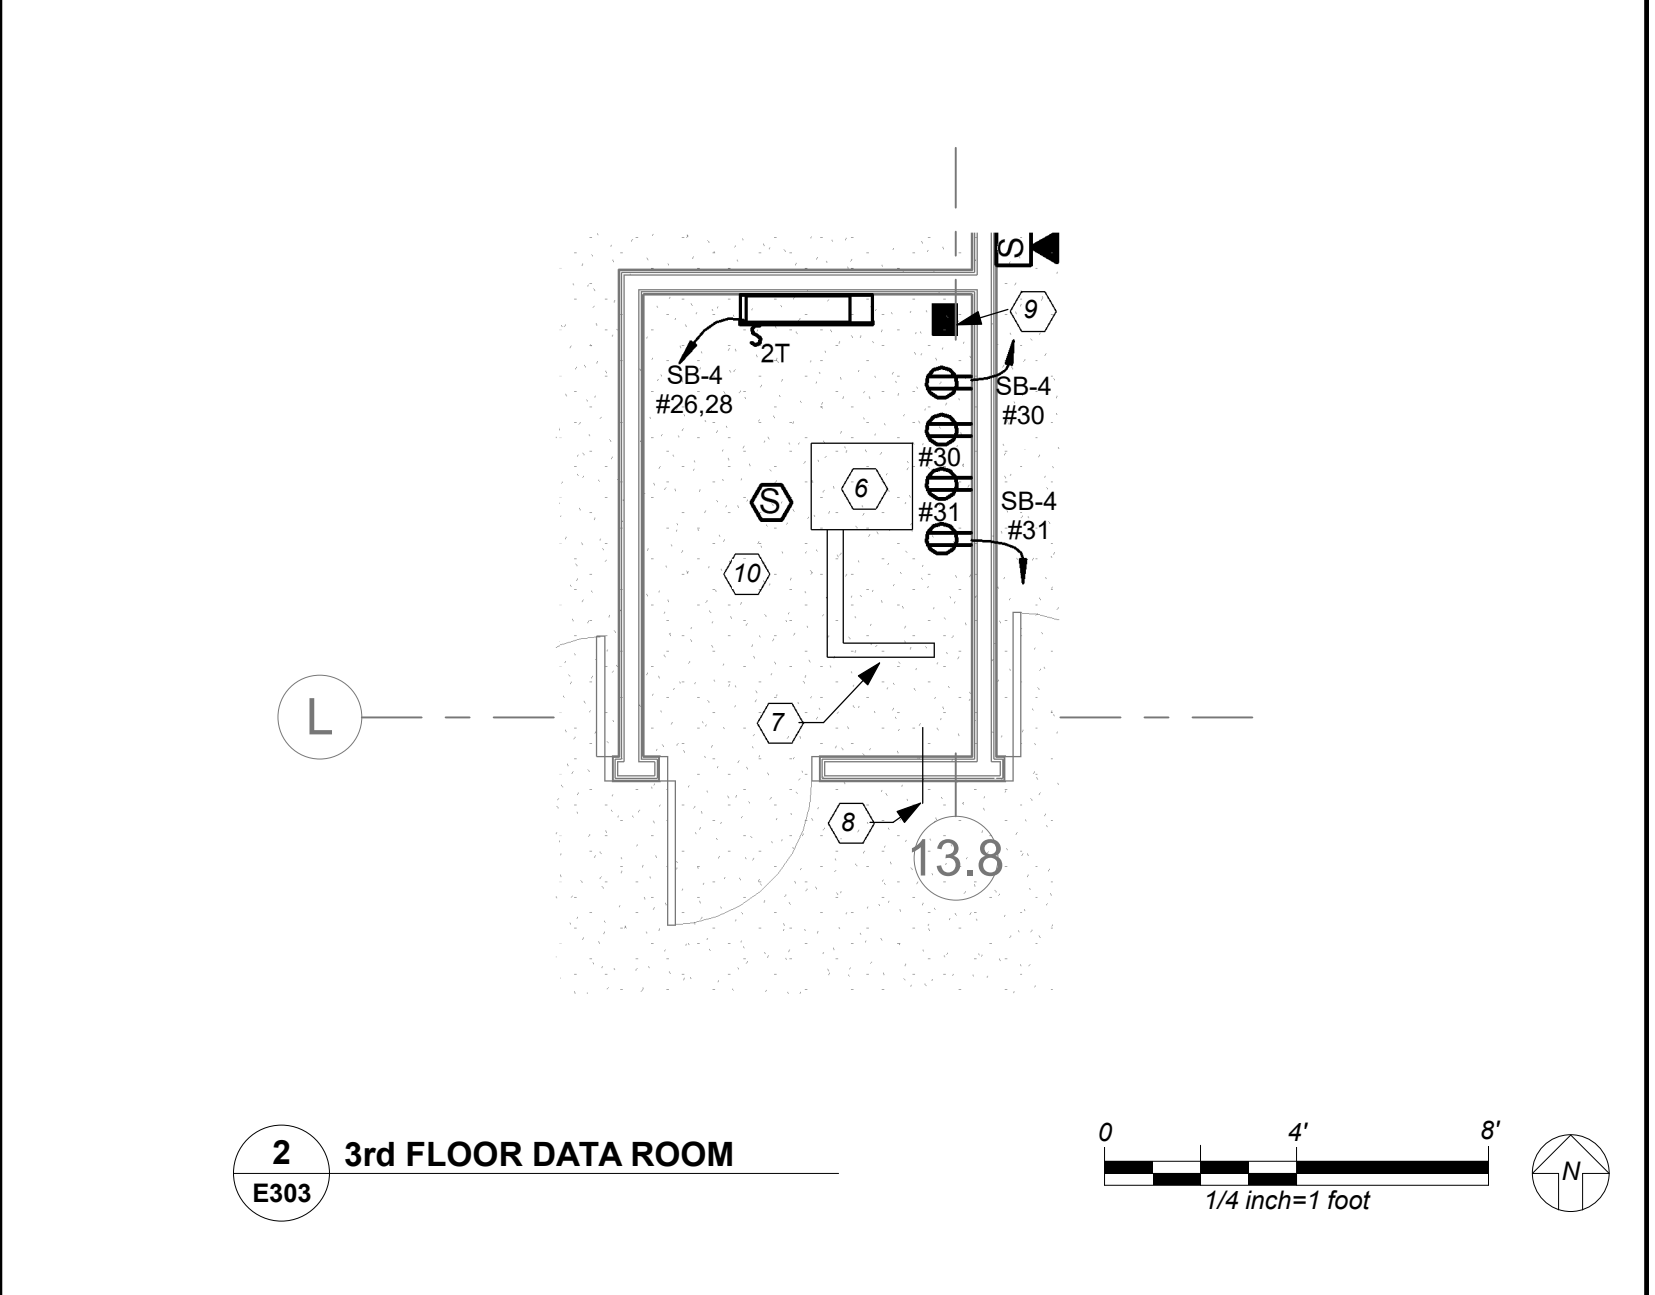 S
9
2T
SB-4
#26,28
SB-4
#30
#30
6
S
SB-4
#31
#31
10
L
7
8
13.8
2
E303
3rd FLOOR DATA ROOM
0 4' 8'
1/4 inch=1 foot
N